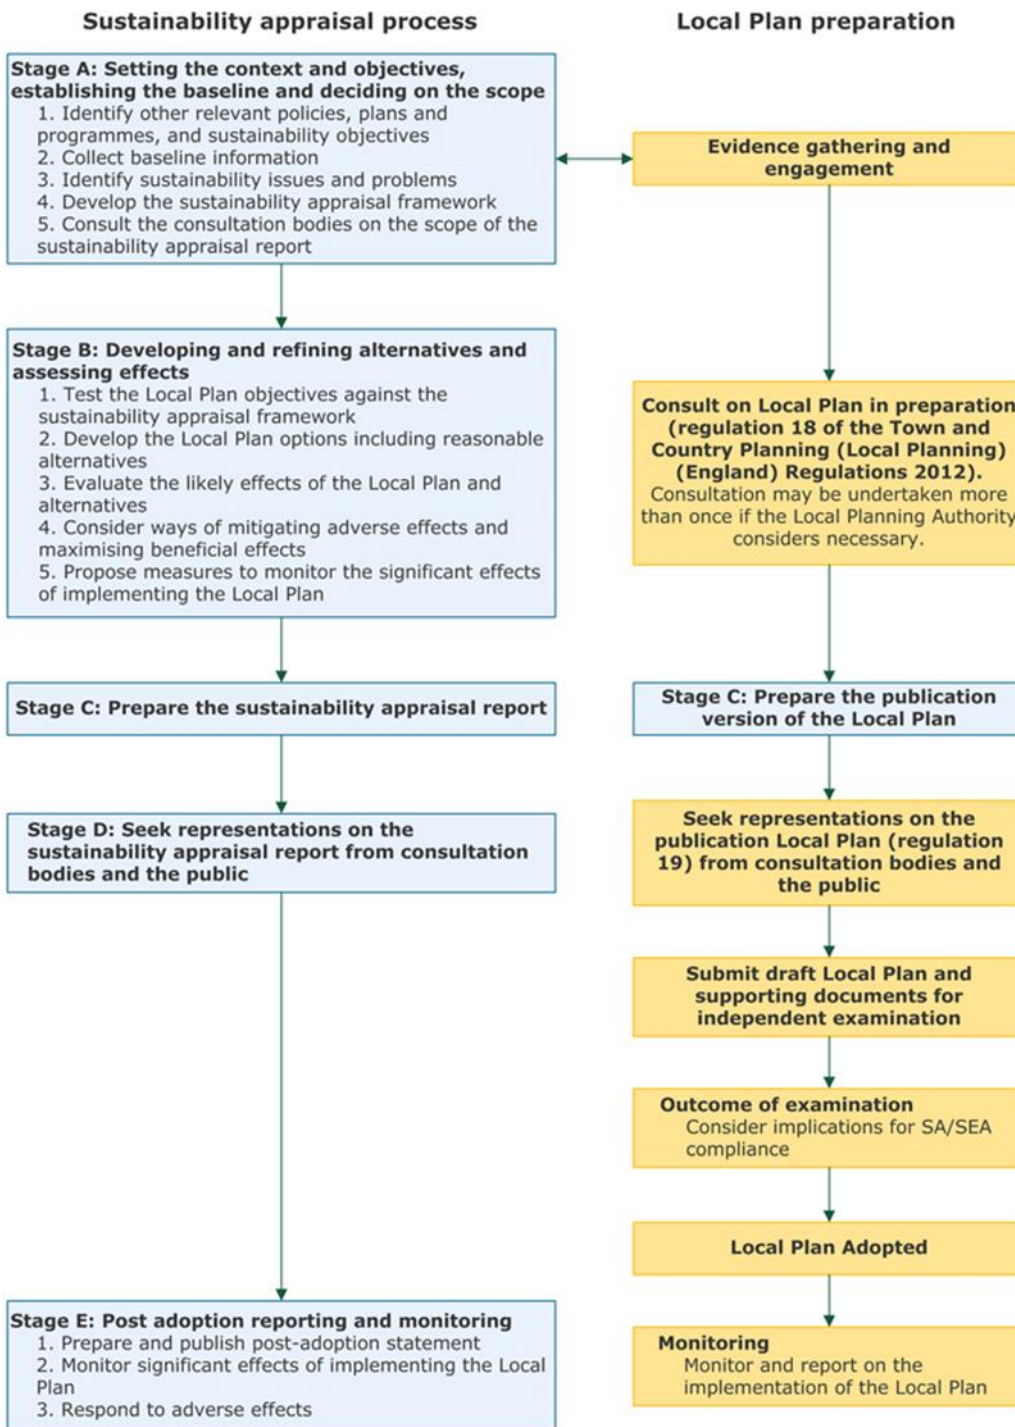 Sustainability appraisal process
Local Plan preparation
Stage A: Setting the context and objectives,
establishing the baseline and deciding on the scope
1. Identify other relevant policies, plans and
programmes, and sustainability objectives
2. Collect baseline information
3. Identify sustainability issues and problems
4. Develop the sustainability appraisal framework
5. Consult the consultation bodies on the scope of the
sustainability appraisal report
Evidence gathering and
engagement
Stage B: Developing and refining alternatives and
assessing effects
1. Test the Local Plan objectives against the
sustainability appraisal framework
2. Develop the Local Plan options including reasonable
alternatives
3. Evaluate the likely effects of the Local Plan and
alternatives
4. Consider ways of mitigating adverse effects and
maximising beneficial effects
5. Propose measures to monitor the significant effects
of implementing the Local Plan
Consult on Local Plan in preparation
(regulation 18 of the Town and
Country Planning (Local Planning)
(England) Regulations 2012).
Consultation may be undertaken more
than once if the Local Planning Authority
considers necessary.
Stage C: Prepare the sustainability appraisal report
Stage C: Prepare the publication
version of the Local Plan
Stage D: Seek representations on the
sustainability appraisal report from consultation
bodies and the public
Seek representations on the
publication Local Plan (regulation
19) from consultation bodies and
the public
Submit draft Local Plan and
supporting documents for
independent examination
Outcome of examination
Consider implications for SA/SEA
compliance
Local Plan Adopted
Stage E: Post adoption reporting and monitoring
1. Prepare and publish post-adoption statement
2. Monitor significant effects of implementing the Local
Plan
3. Respond to adverse effects
Monitoring
Monitor and report on the
implementation of the Local Plan